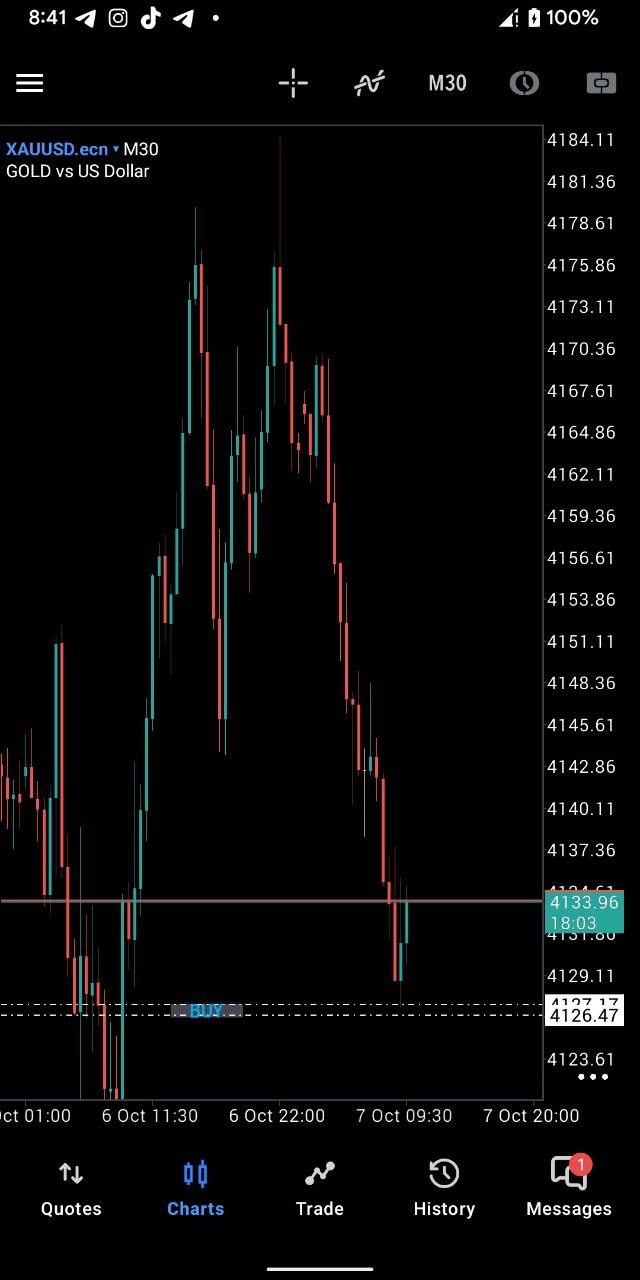 8:41
100%
M30
XAUUSD.ecn ▾ M30
GOLD vs US Dollar
4184.11
4181.36
4178.61
4175.86
4173.11
4170.36
4167.61
4164.86
4162.11
4159.36
4156.61
4153.86
4151.11
4148.36
4145.61
4142.86
4140.11
4137.36
4133.96
18:03
4129.11
BUY
4126.47
4123.61
Oct 01:00
6 Oct 11:30
6 Oct 22:00
7 Oct 09:30
7 Oct 20:00
1
Quotes
Charts
Trade
History
Messages